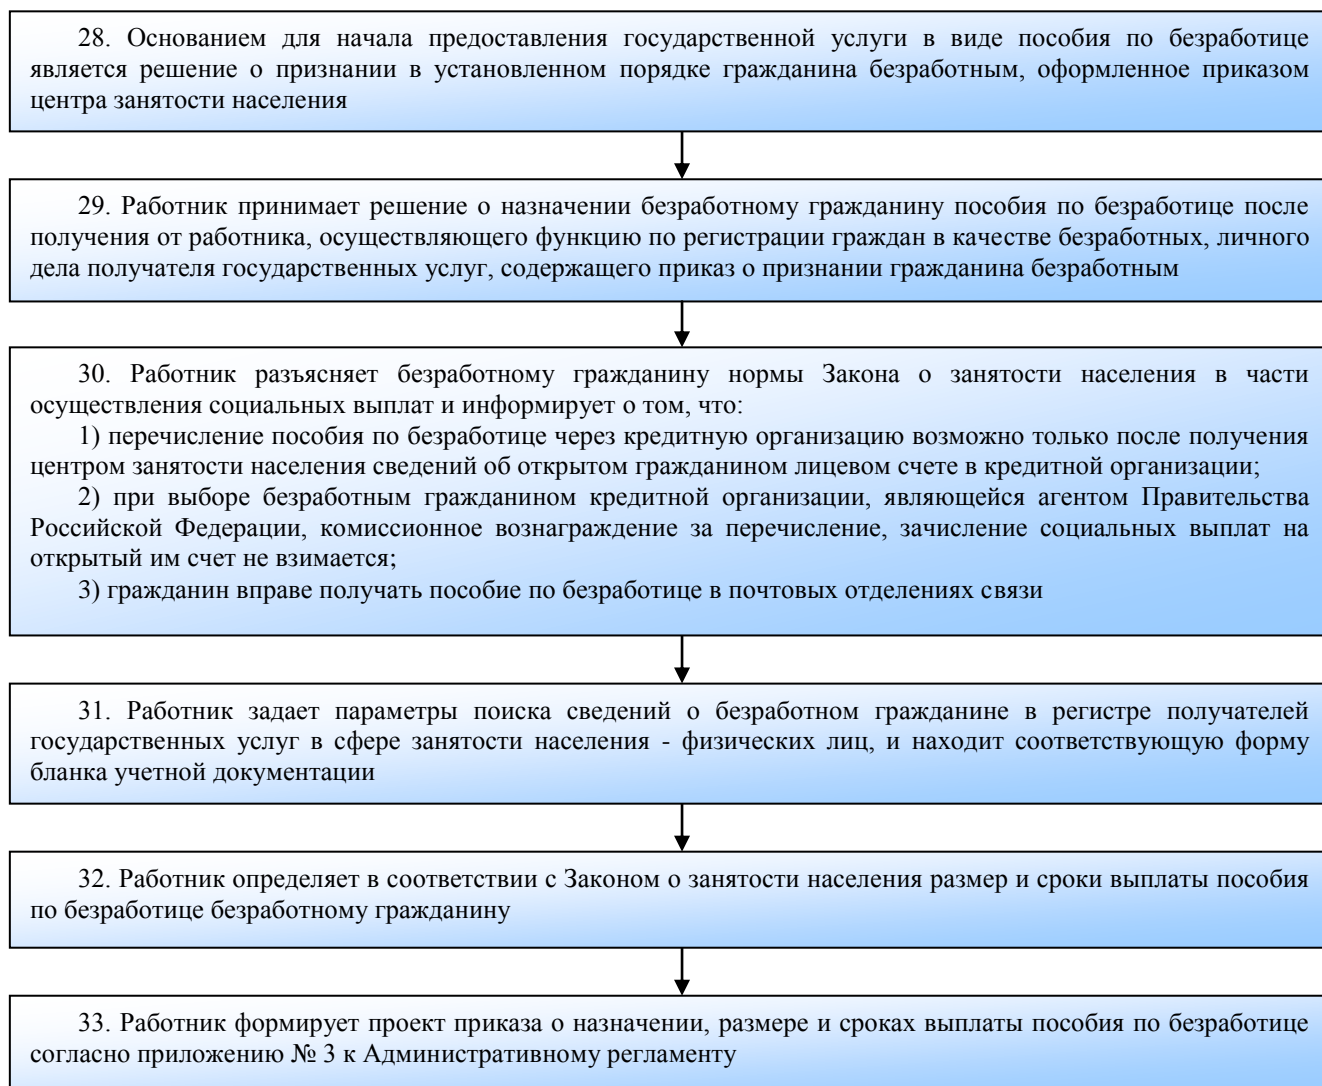 28. Основанием для начала предоставления государственной услуги в виде пособия по безработице
является решение о признании в установленном порядке гражданина безработным, оформленное приказом
центра занятости населения
29. Работник принимает решение о назначении безработному гражданину пособия по безработице после
получения от работника, осуществляющего функцию по регистрации граждан в качестве безработных, личного
дела получателя государственных услуг, содержащего приказ о признании гражданина безработным
30. Работник разъясняет безработному гражданину нормы Закона о занятости населения в части
осуществления социальных выплат и информирует о том, что:
1) перечисление пособия по безработице через кредитную организацию возможно только после получения
центром занятости населения сведений об открытом гражданином лицевом счете в кредитной организации;
2) при выборе безработным гражданином кредитной организации, являющейся агентом Правительства
Российской Федерации, комиссионное вознаграждение за перечисление, зачисление социальных выплат на
открытый им счет не взимается;
3) гражданин вправе получать пособие по безработице в почтовых отделениях связи
31. Работник задает параметры поиска сведений о безработном гражданине в регистре получателей
государственных услуг в сфере занятости населения - физических лиц, и находит соответствующую форму
бланка учетной документации
32. Работник определяет в соответствии с Законом о занятости населения размер и сроки выплаты пособия
по безработице безработному гражданину
33. Работник формирует проект приказа о назначении, размере и сроках выплаты пособия по безработице
согласно приложению № 3 к Административному регламенту